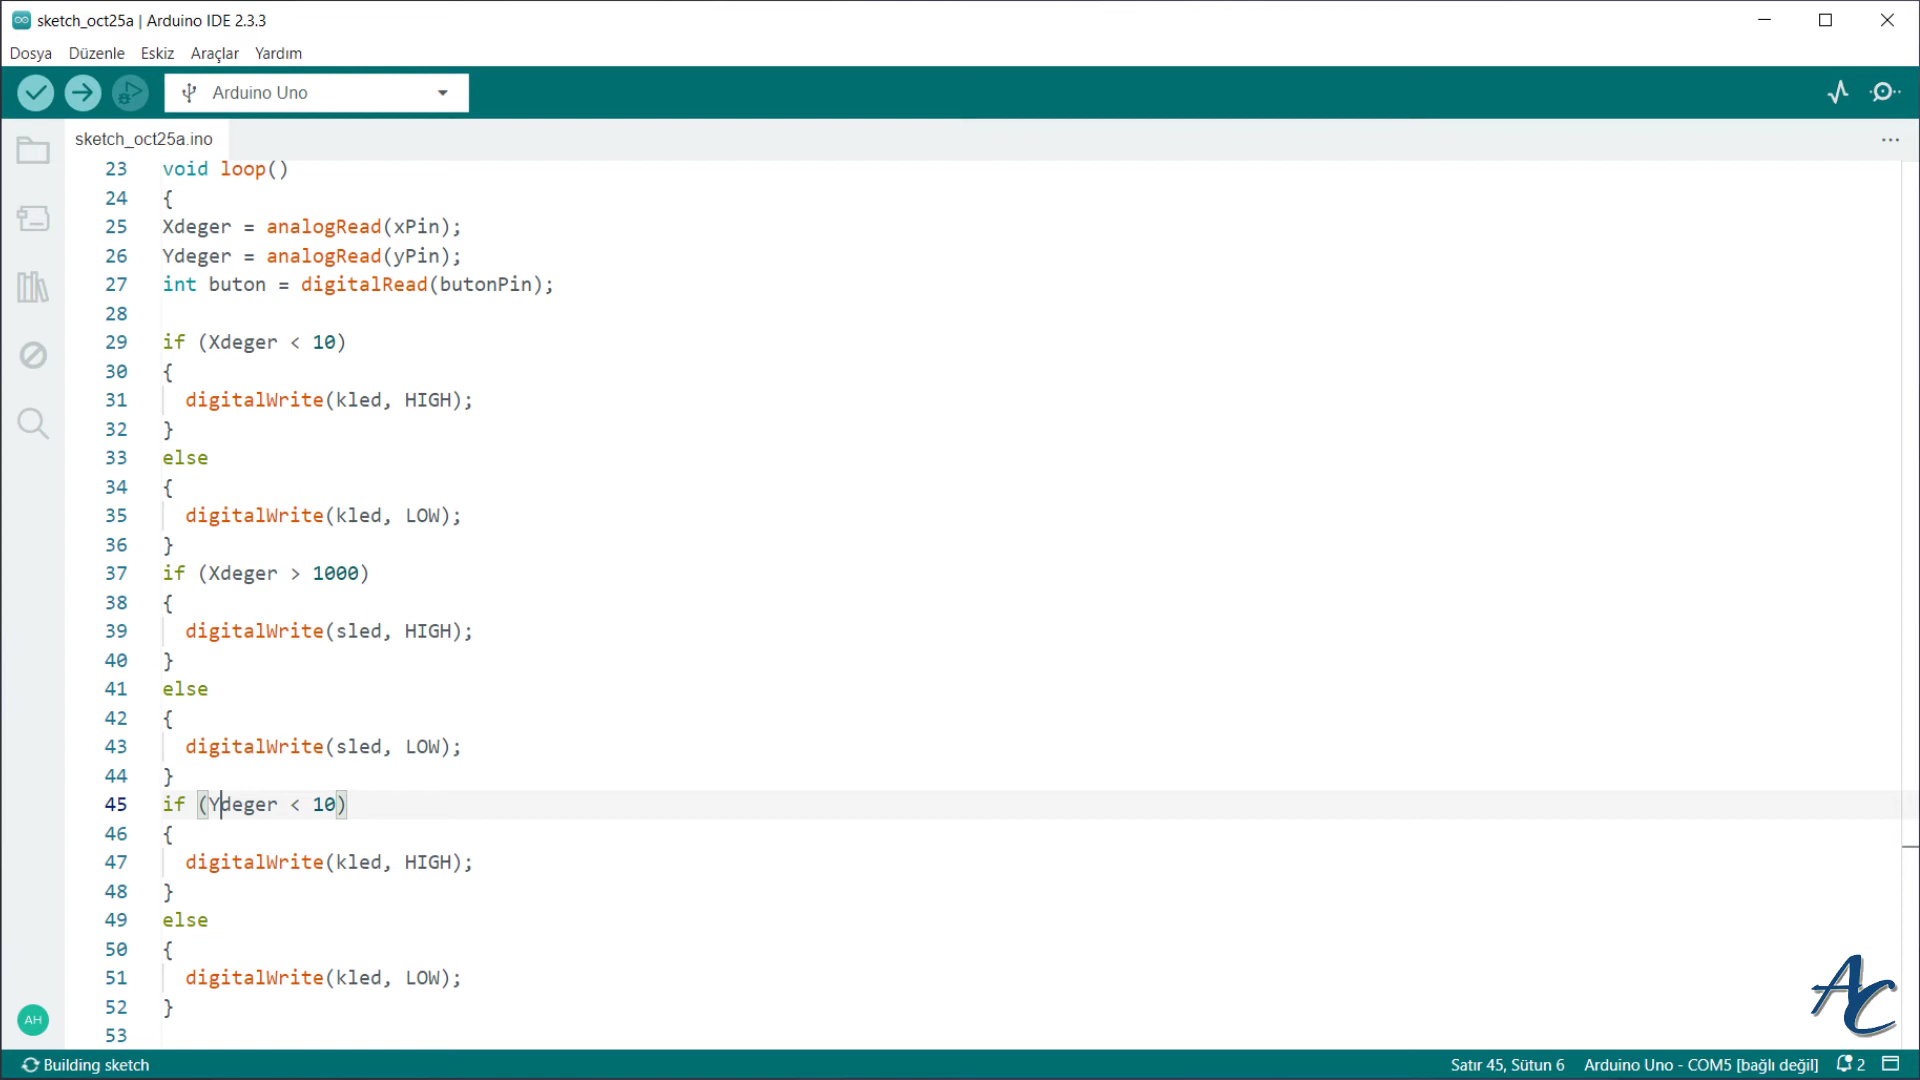 sketch_oct25a | Arduino IDE 2.3.3
Dosya Düzenle Eskiz Araçlar Yardım
Arduino Uno
sketch_oct25a.ino
23 void loop()
24 {
25 Xdeger = analogRead(xPin);
26 Ydeger = analogRead(yPin);
27 int buton = digitalRead(butonPin);
28
29 if (Xdeger < 10)
30 {
31 digitalWrite(kled, HIGH);
32 }
33 else
34 {
35 digitalWrite(kled, LOW);
36 }
37 if (Xdeger > 1000)
38 {
39 digitalWrite(sled, HIGH);
40 }
41 else
42 {
43 digitalWrite(sled, LOW);
44 }
45 if (Ydeger < 10)
46 {
47 digitalWrite(kled, HIGH);
48 }
49 else
50 {
51 digitalWrite(kled, LOW);
52 }
53
AC
AH
Building sketch Satır 45, Sütun 6 Arduino Uno - COM5 [bağlı değil] 2